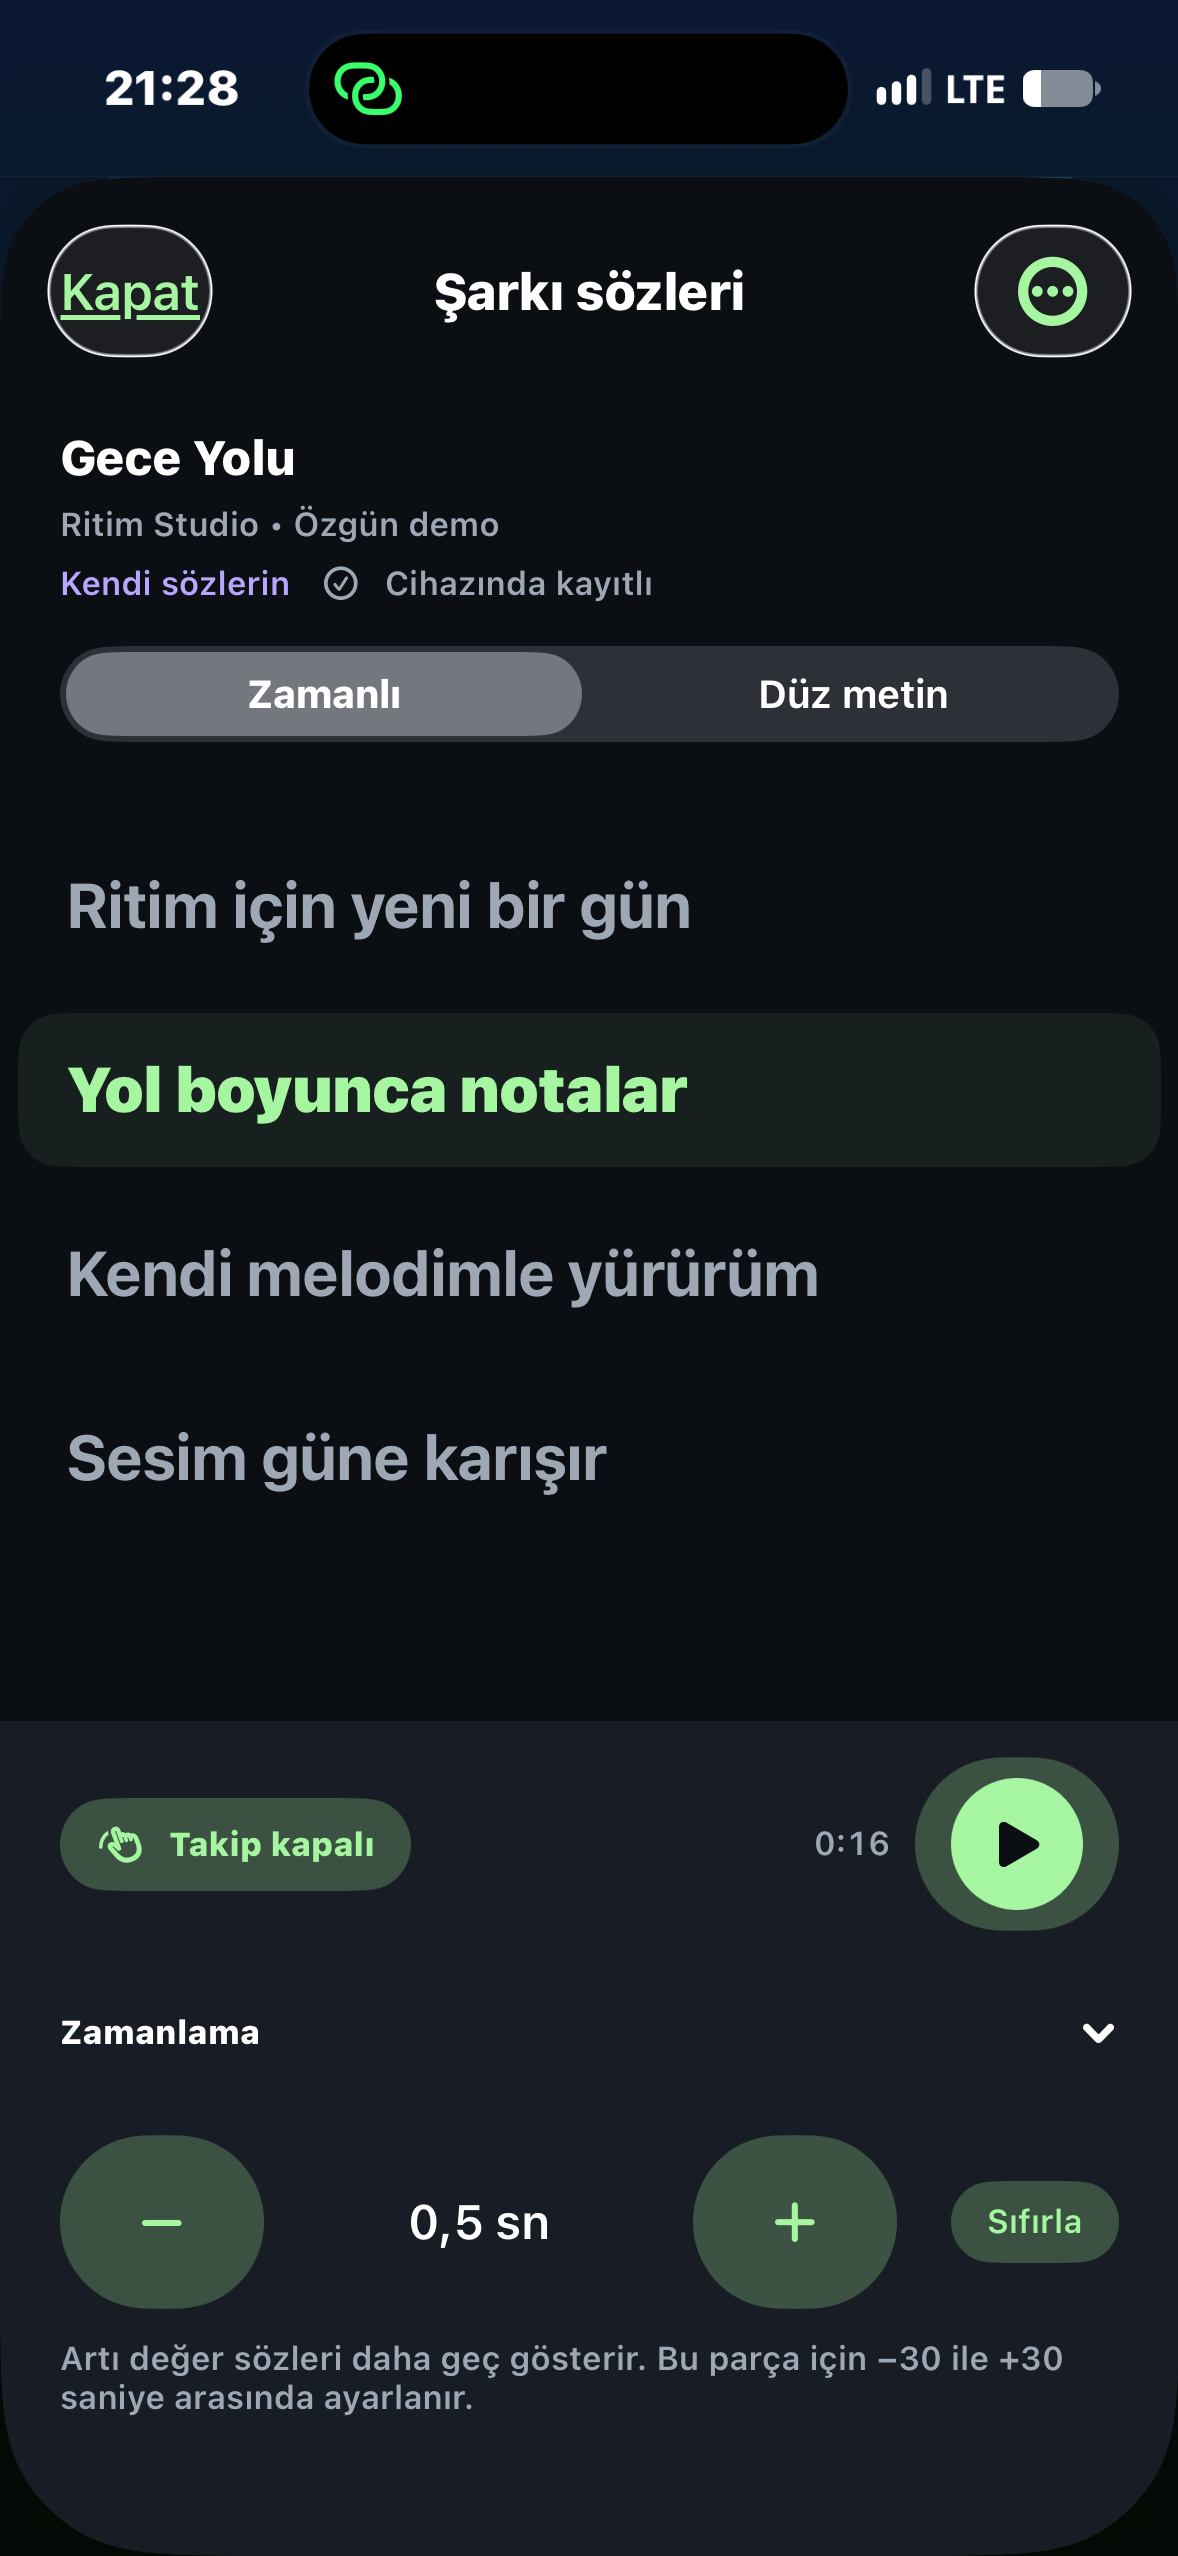 21:28
LTE
Kapat
Şarkı sözleri
Gece Yolu
Ritim Studio • Özgün demo
Kendi sözlerin Cihazında kayıtlı
Zamanlı Düz metin
Ritim için yeni bir gün
Yol boyunca notalar
Kendi melodimle yürürüm
Sesim güne karışır
Takip kapalı 0:16
Zamanlama
− 0,5 sn + Sıfırla
Artı değer sözleri daha geç gösterir. Bu parça için −30 ile +30
saniye arasında ayarlanır.